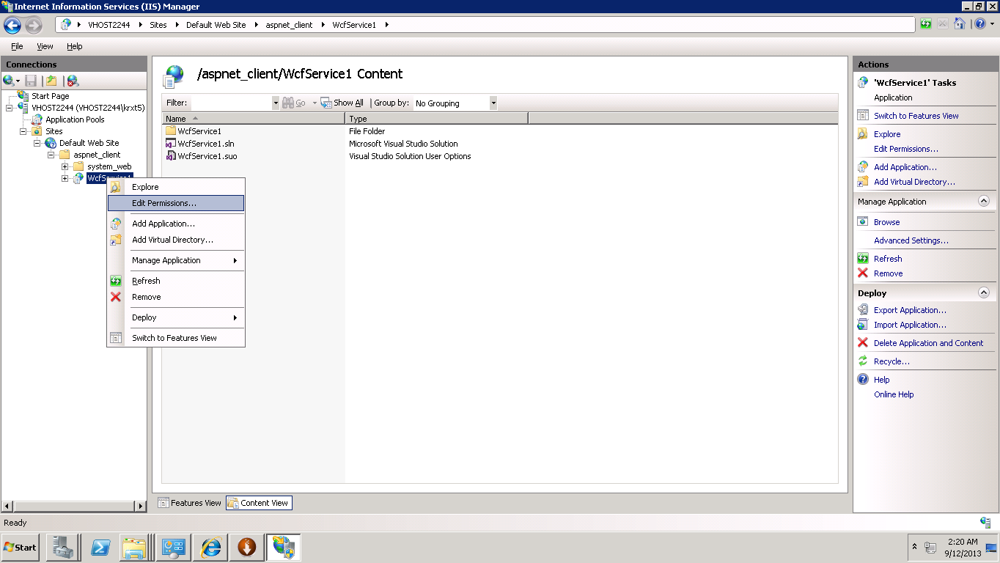 Internet Information Services (IIS) Manager
VHOST2244 Sites Default Web Site aspnet_client WcfService1
File View Help
Connections
Start Page
VHOST2244 (VHOST2244\krxt5)
Application Pools
Sites
Default Web Site
aspnet_client
system_web
WcfService1
Explore
Edit Permissions...
Add Application...
Add Virtual Directory...
Manage Application
Refresh
Remove
Deploy
Switch to Features View
/aspnet_client/WcfService1 Content
Filter: Go Show All Group by: No Grouping
Name Type
WcfService1 File Folder
WcfService1.sln Microsoft Visual Studio Solution
WcfService1.suo Visual Studio Solution User Options
Features View Content View
Actions
'WcfService1' Tasks
Application
Switch to Features View
Explore
Edit Permissions...
Add Application...
Add Virtual Directory...
Manage Application
Browse
Advanced Settings...
Refresh
Remove
Deploy
Export Application...
Import Application...
Delete Application and Content
Recycle...
Help
Online Help
Ready
Start
2:20 AM
9/12/2013